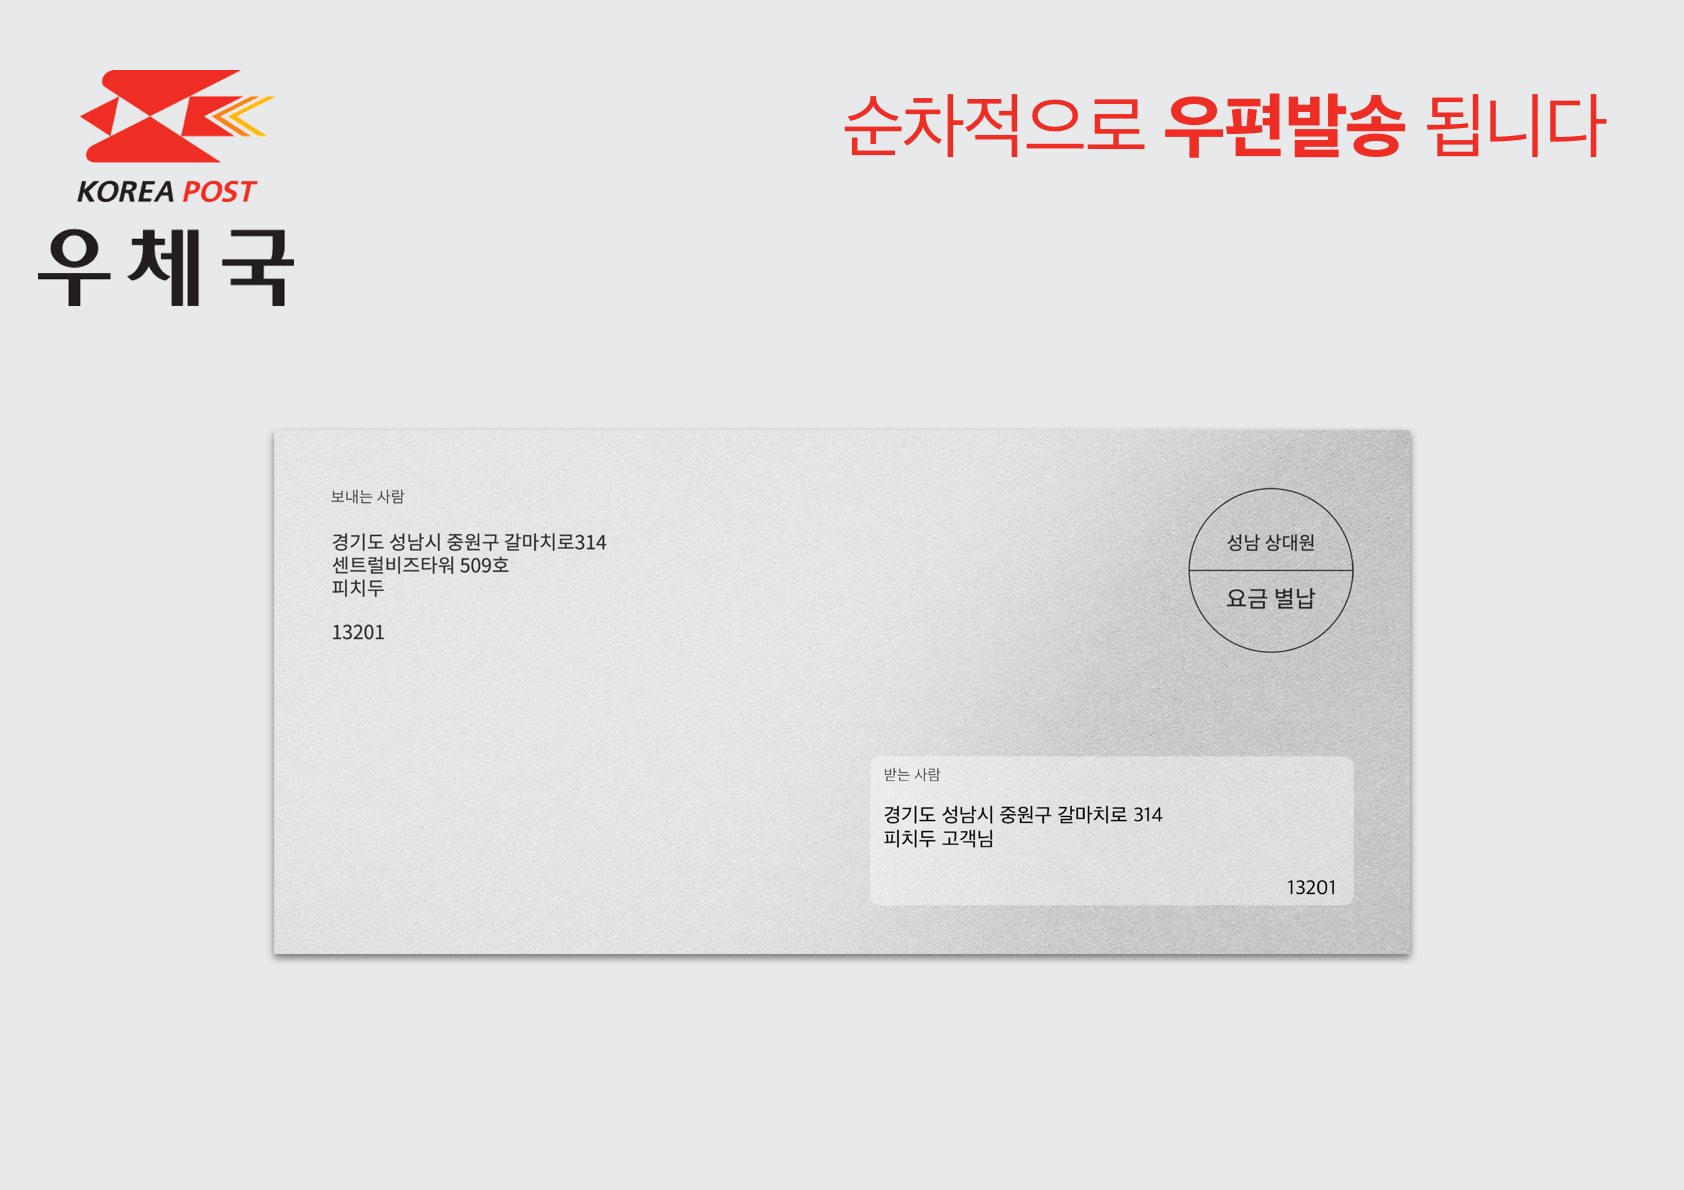 KOREA POST
우체국
순차적으로 우편발송 됩니다
보내는 사람
경기도 성남시 중원구 갈마치로314
센트럴비즈타워 509호
피치두
13201
성남 상대원
요금 별납
받는 사람
경기도 성남시 중원구 갈마치로 314
피치두 고객님
13201